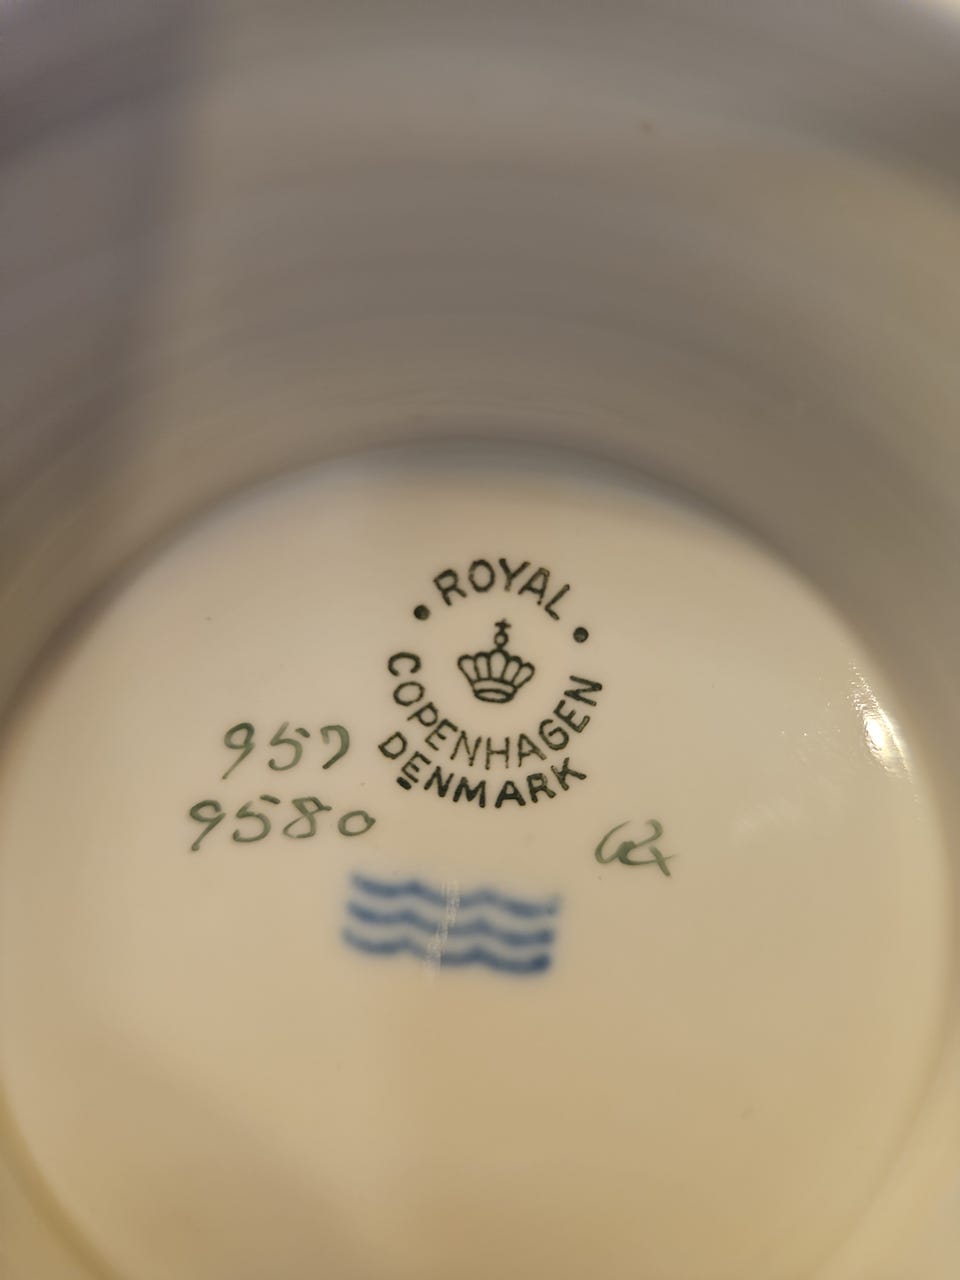 ROYAL
COPENHAGEN
DENMARK
957
9580